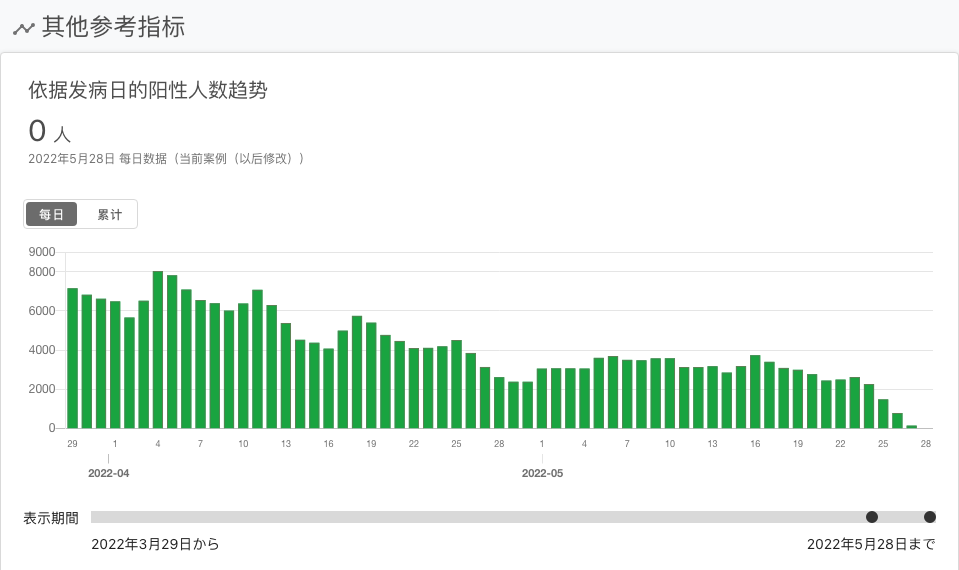 其他参考指标
依据发病日的阳性人数趋势
0 人
2022年5月28日 每日数据（当前案例（以后修改））
每日 累计
9000
8000
6000
4000
2000
0
29 1 4 7 10 13 16 19 22 25 28 1 4 7 10 13 16 19 22 25 28
2022-04 2022-05
表示期間
2022年3月29日から 2022年5月28日まで